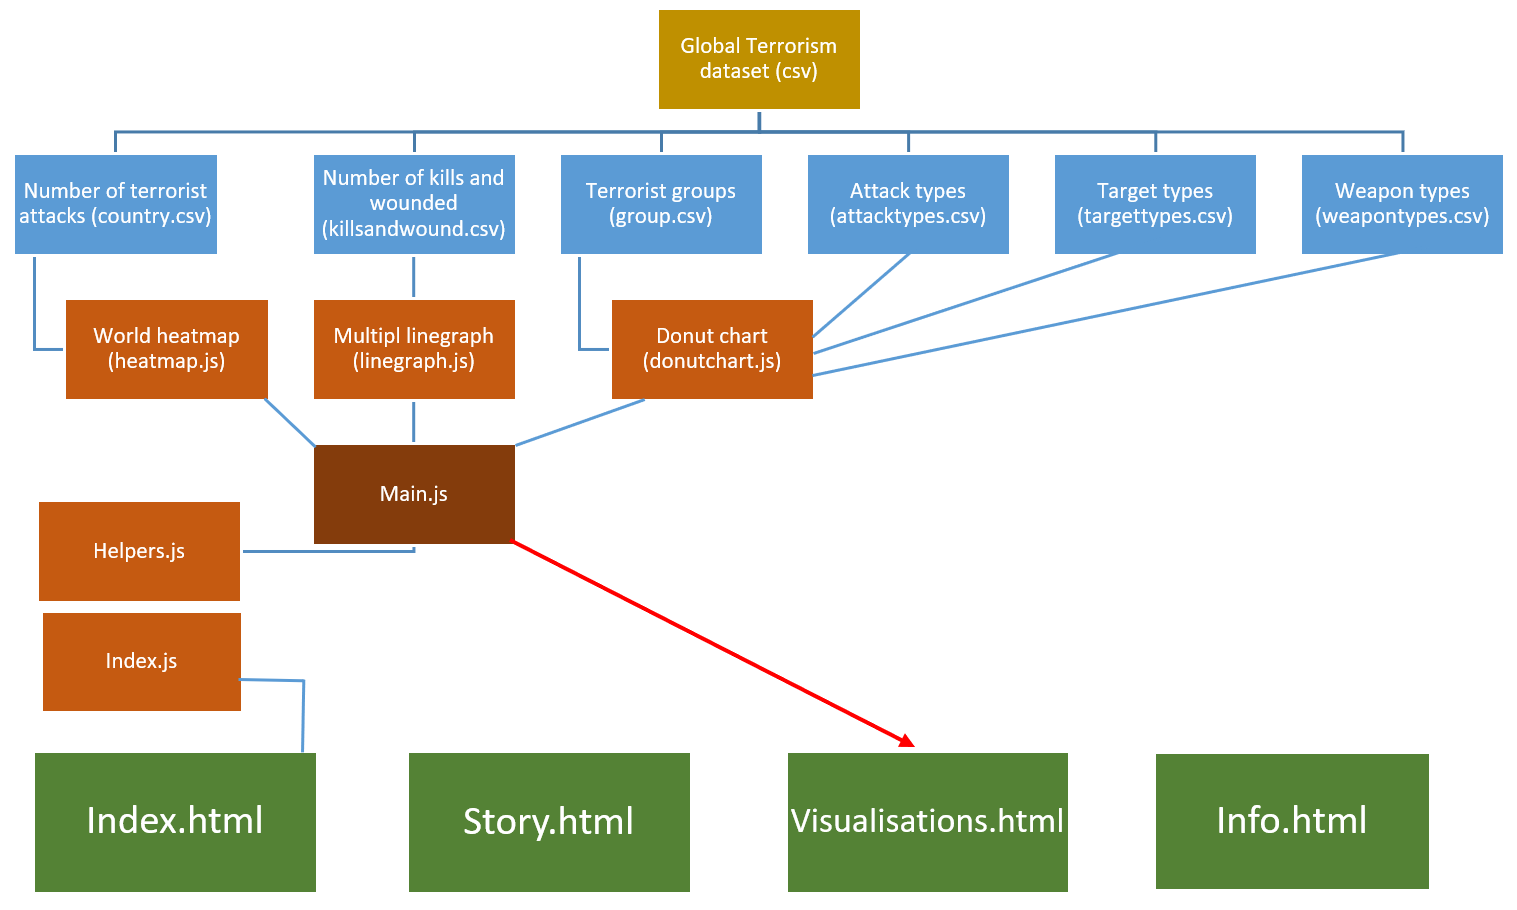 Global Terrorism
dataset (csv)
Number of terrorist
attacks (country.csv)
Number of kills and
wounded
(killsandwound.csv)
Terrorist groups
(group.csv)
Attack types
(attacktypes.csv)
Target types
(targettypes.csv)
Weapon types
(weapontypes.csv)
World heatmap
(heatmap.js)
Multipl linegraph
(linegraph.js)
Donut chart
(donutchart.js)
Main.js
Helpers.js
Index.js
Index.html
Story.html
Visualisations.html
Info.html